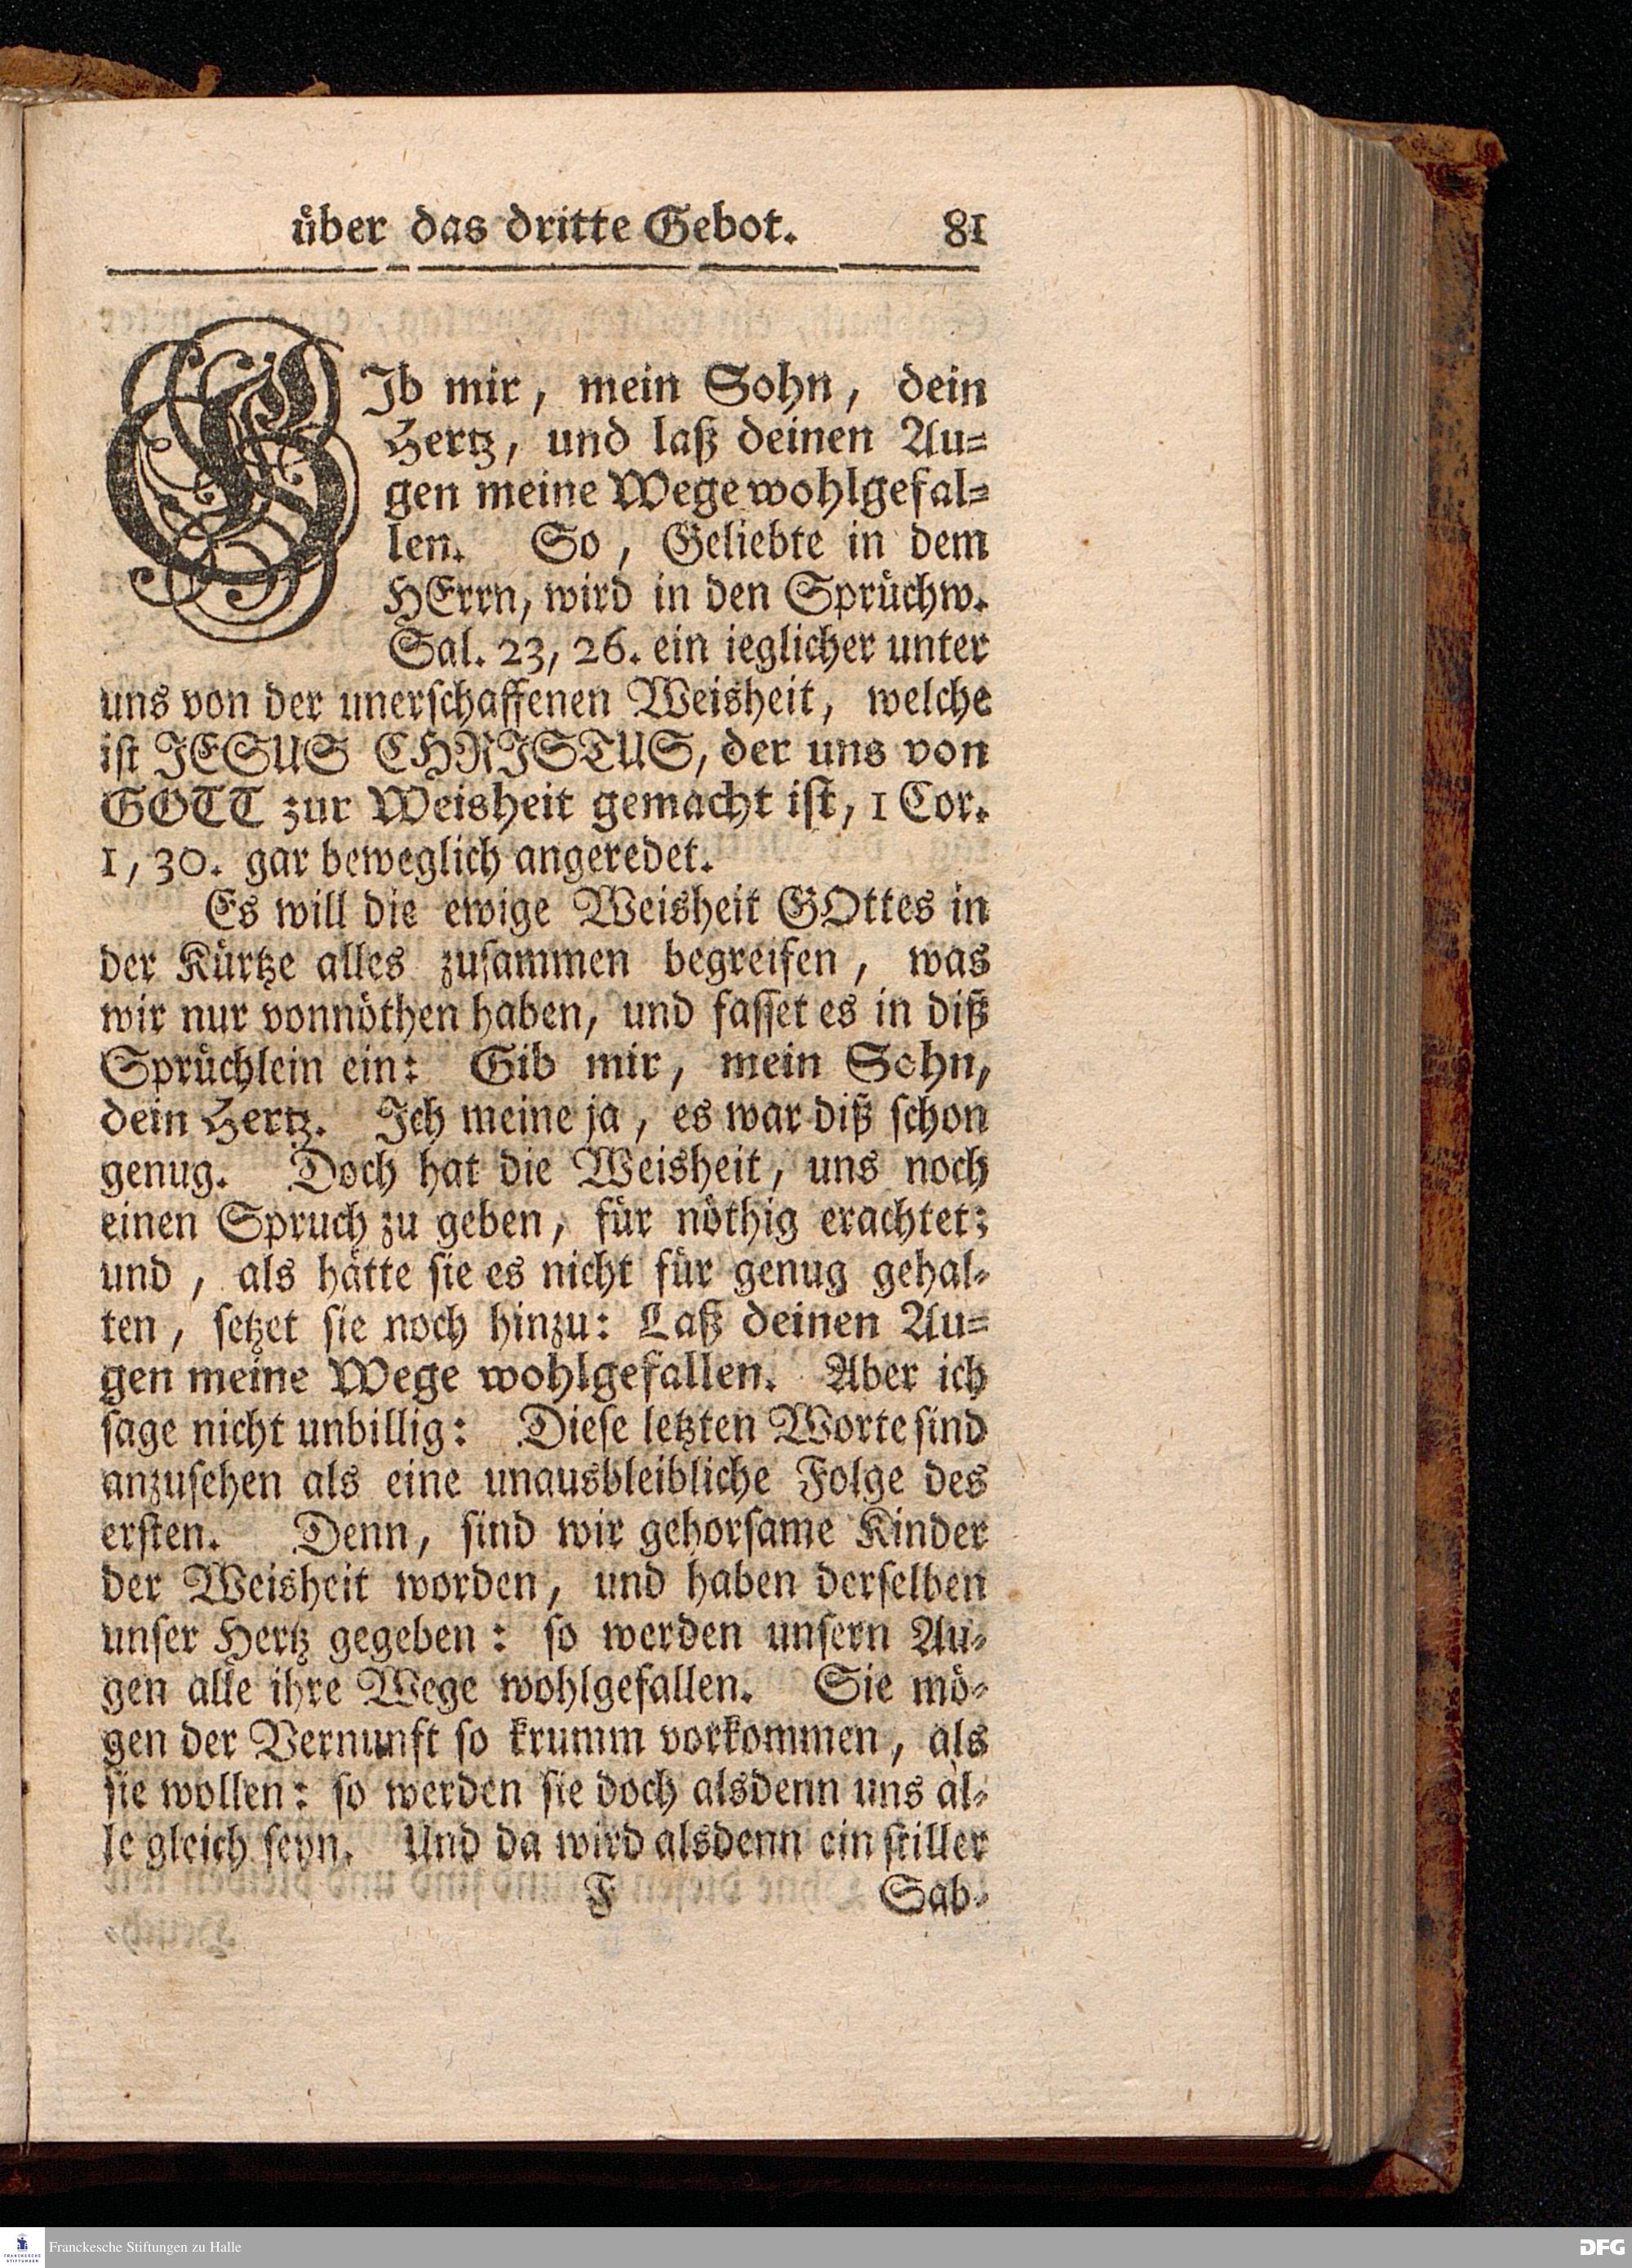 über das dritte Gebot. 81
GIb mir, mein Sohn, dein
Hertz, und laß deinen Au-
gen meine Wege wohlgefal-
len. So, Geliebte in dem
HErrn, wird in den Sprüchw.
Sal. 23, 26. ein ieglicher unter
uns von der unerschaffenen Weisheit, welche
ist JESUS CHRISTUS, der uns von
GOTT zur Weisheit gemacht ist, 1 Cor.
1, 30. gar beweglich angeredet.
Es will die ewige Weisheit GOttes in
der Kürtze alles zusammen begreifen, was
wir nur vonnöthen haben, und fasset es in diß
Sprüchlein ein: Gib mir, mein Sohn,
dein Hertz. Ich meine ja, es war diß schon
genug. Doch hat die Weisheit, uns noch
einen Spruch zu geben, für nöthig erachtet;
und, als hätte sie es nicht für genug gehal-
ten, setzet sie noch hinzu: Laß deinen Au-
gen meine Wege wohlgefallen. Aber ich
sage nicht unbillig: Diese letzten Worte sind
anzusehen als eine unausbleibliche Folge des
ersten. Denn, sind wir gehorsame Kinder
der Weisheit worden, und haben derselben
unser Hertz gegeben: so werden unsern Au-
gen alle ihre Wege wohlgefallen. Sie mö-
gen der Vernunft so krumm vorkommen, als
sie wollen: so werden sie doch alsdenn uns al-
le gleich seyn. Und da wird alsdenn ein stiller
F Sab-
FRANCKESCHE STIFTUNGEN
Franckesche Stiftungen zu Halle
DFG